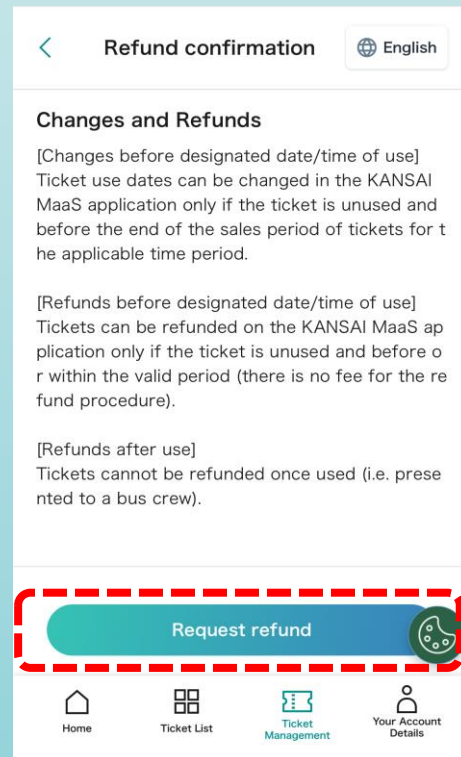 Refund confirmation
English
Changes and Refunds
[Changes before designated date/time of use]
Ticket use dates can be changed in the KANSAI
MaaS application only if the ticket is unused and
before the end of the sales period of tickets for t
he applicable time period.
[Refunds before designated date/time of use]
Tickets can be refunded on the KANSAI MaaS ap
plication only if the ticket is unused and before o
r within the valid period (there is no fee for the re
fund procedure).
[Refunds after use]
Tickets cannot be refunded once used (i.e. prese
nted to a bus crew).
Request refund
Home
Ticket List
Ticket
Management
Your Account
Details